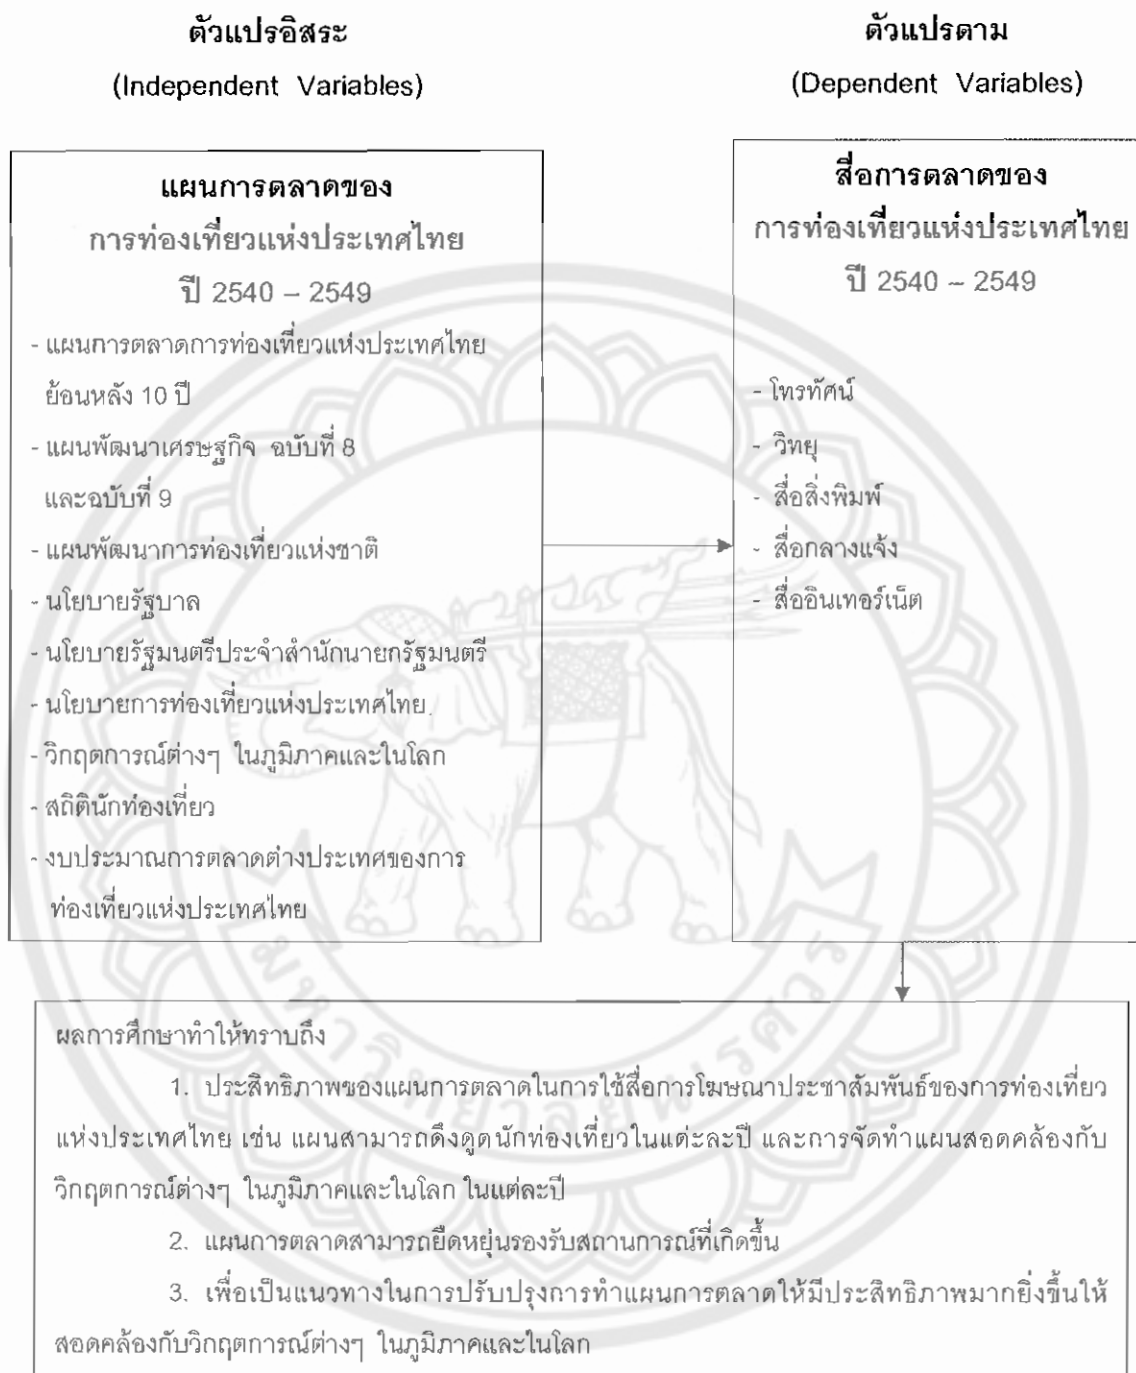 ตัวแปรอิสระ
(Independent Variables)
แผนการตลาดของ
การท่องเที่ยวแห่งประเทศไทย
ปี 2540 – 2549
- แผนการตลาดการท่องเที่ยวแห่งประเทศไทย
ย้อนหลัง 10 ปี
- แผนพัฒนาเศรษฐกิจ ฉบับที่ 8
และฉบับที่ 9
- แผนพัฒนาการท่องเที่ยวแห่งชาติ
- นโยบายรัฐบาล
- นโยบายรัฐมนตรีประจำสำนักนายกรัฐมนตรี
- นโยบายการท่องเที่ยวแห่งประเทศไทย
- วิกฤตการณ์ต่างๆ ในภูมิภาคและในโลก
- สถิตินักท่องเที่ยว
- งบประมาณการตลาดต่างประเทศของการ
ท่องเที่ยวแห่งประเทศไทย
ตัวแปรตาม
(Dependent Variables)
สื่อการตลาดของ
การท่องเที่ยวแห่งประเทศไทย
ปี 2540 – 2549
- โทรทัศน์
- วิทยุ
- สื่อสิ่งพิมพ์
- สื่อกลางแจ้ง
- สื่ออินเทอร์เน็ต
ผลการศึกษาทำให้ทราบถึง
1. ประสิทธิภาพของแผนการตลาดในการใช้สื่อการโฆษณาประชาสัมพันธ์ของการท่องเที่ยว
แห่งประเทศไทย เช่น แผนสามารถดึงดูดนักท่องเที่ยวในแต่ะละปี และการจัดทำแผนสอดคล้องกับ
วิกฤตการณ์ต่างๆ ในภูมิภาคและในโลก ในแต่ละปี
2. แผนการตลาดสามารถยืดหยุ่นรองรับสถานการณ์ที่เกิดขึ้น
3. เพื่อเป็นแนวทางในการปรับปรุงการทำแผนการตลาดให้มีประสิทธิภาพมากยิ่งขึ้นให้
สอดคล้องกับวิกฤตการณ์ต่างๆ ในภูมิภาคและในโลก
มหาวิทยาลัยนเรศวร